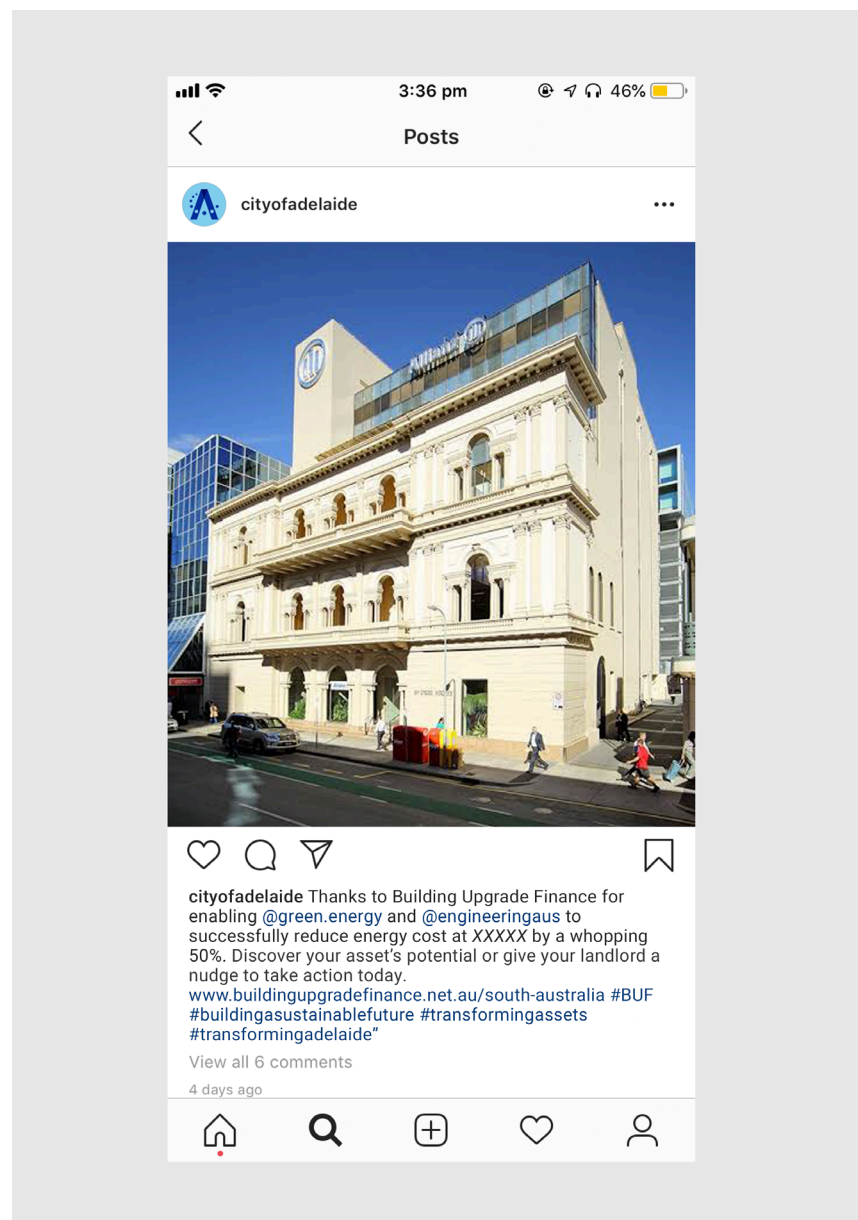 3:36 pm
46%
Posts
cityofadelaide
Allianz
cityofadelaide Thanks to Building Upgrade Finance for
enabling @green.energy and @engineeringaus to
successfully reduce energy cost at XXXXX by a whopping
50%. Discover your asset’s potential or give your landlord a
nudge to take action today.
www.buildingupgradefinance.net.au/south-australia #BUF
#buildingasustainablefuture #transformingassets
#transformingadelaide”
View all 6 comments
4 days ago